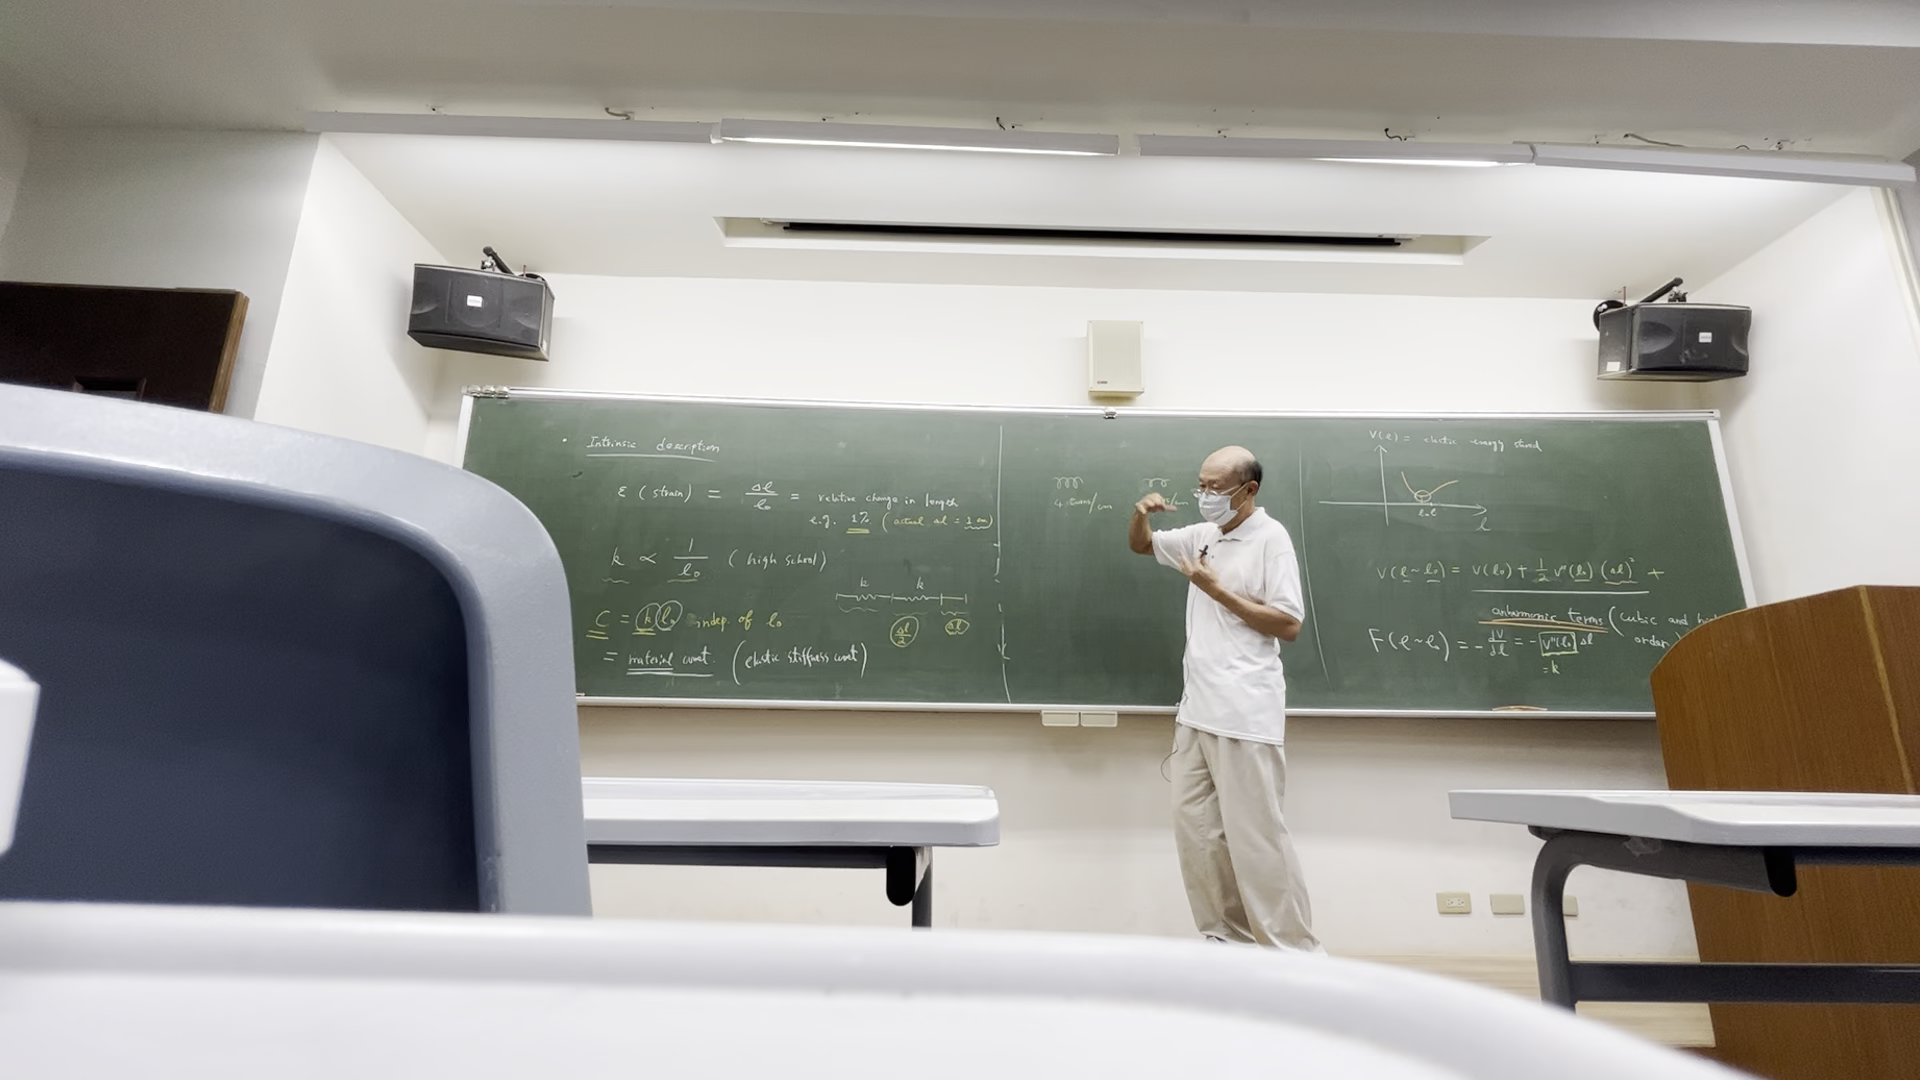 • Intrinsic description
ε (strain) = Δl / l₀ = relative change in length
e.g. 1% (actual Δl = 1 cm)
k ∝ 1 / l₀ (high school)
k k
C = k l₀ indep. of l₀
Δl/2 Δl
= material const. (elastic stiffness const)
4 turns/cm
V(l) = elastic energy stored
l₀ l
l
V(l ~ l₀) = V(l₀) + 1/2 V''(l₀) (Δl)² +
anharmonic terms (cubic and
order)
F(l ~ l₀) = - dV/dl = - V''(l₀) Δl
= k